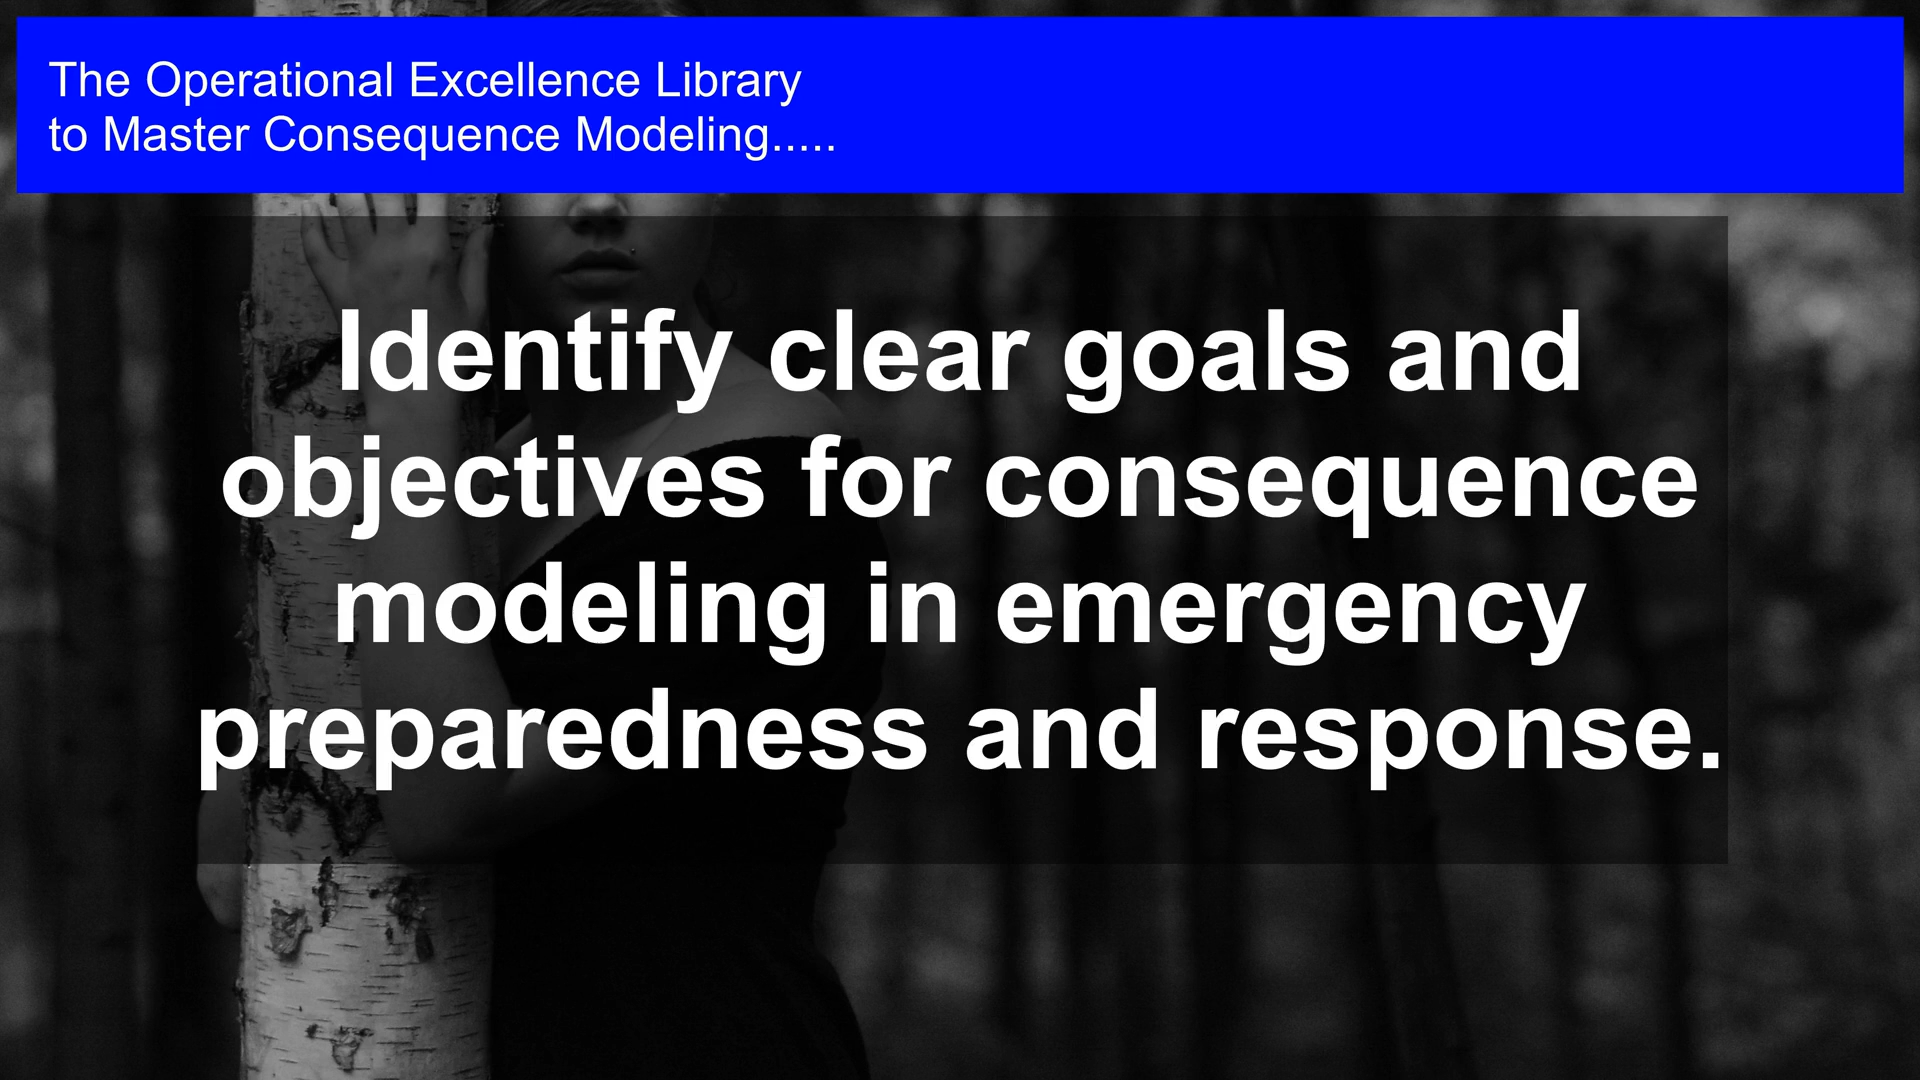 The Operational Excellence Library
to Master Consequence Modeling.....
Identify clear goals and
objectives for consequence
modeling in emergency
preparedness and response.